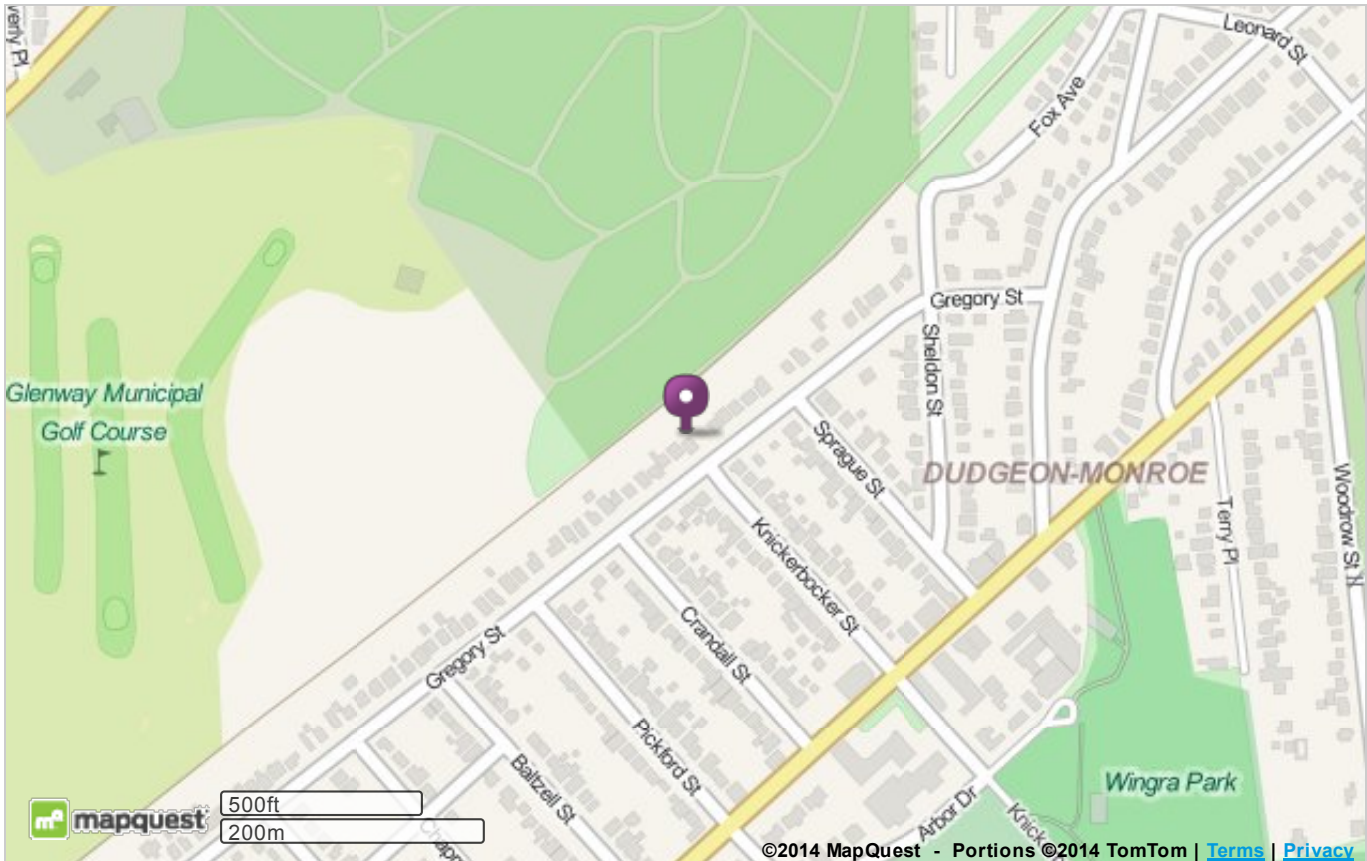 Leonard St
Fox Ave
Gregory St
Sheldon St
Glenway Municipal
Golf Course
Sprague St
DUDGEON-MONROE
Woodrow St
Terry Pl
Knickerbocker St
Crandall St
Gregory St
Pickford St
Baltzell St
Wingra Park
Arbor Dr
500ft
mapquest
200m
©2014 MapQuest - Portions ©2014 TomTom | Terms | Privacy